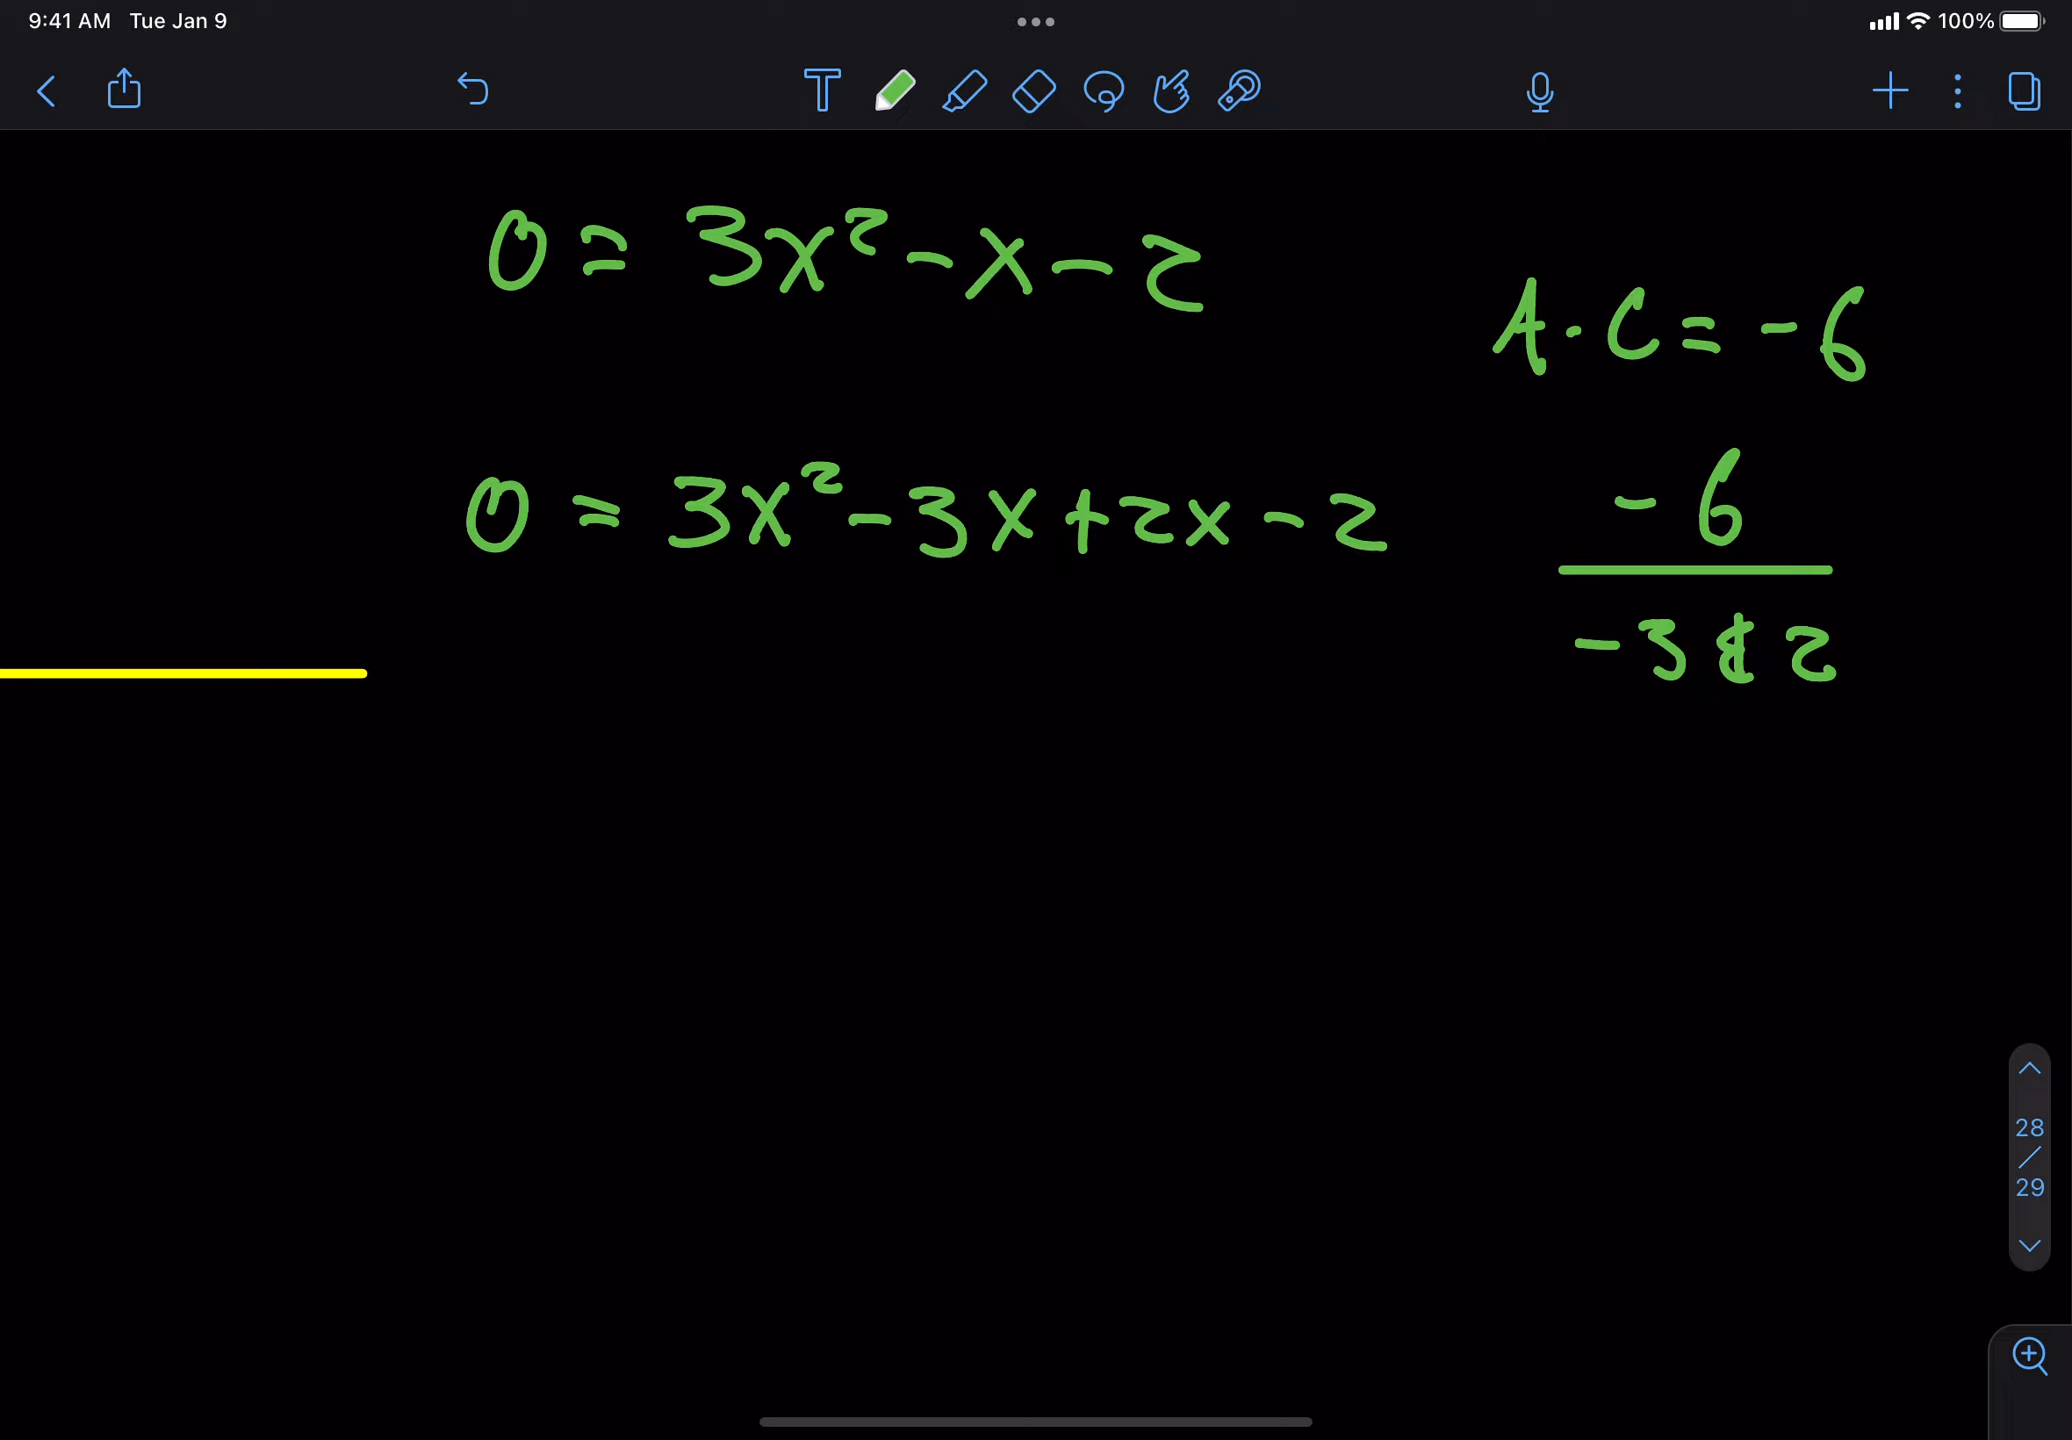 9:41 AM Tue Jan 9
100%
T
0 = 3x² - x - 2
A · C = -6
0 = 3x² - 3x + 2x - 2
-6
-3 & 2
28
/
29